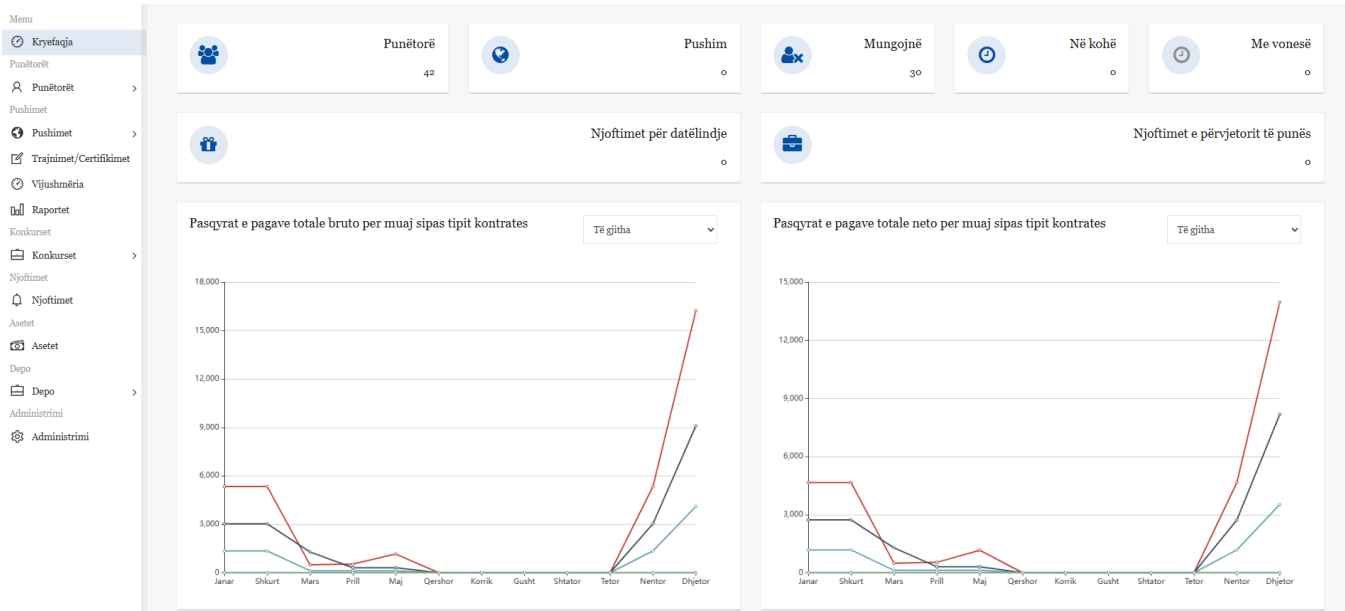 Menu
Kryefaqja
Punëtorët
Punëtorët
Pushimet
Pushimet
Trajnimet/Certifikimet
Vijushmëria
Raportet
Konkurset
Konkurset
Njoftimet
Njoftimet
Asetet
Asetet
Depo
Depo
Administrimi
Administrimi
Punëtorë
42
Pushim
0
Mungojnë
30
Në kohë
0
Me vonesë
0
Njoftimet për datëlindje
0
Njoftimet e përvjetorit të punës
0
Pasqyrat e pagave totale bruto per muaj sipas tipit kontrates
Të gjitha
18,000
15,000
12,000
9,000
6,000
3,000
0
Janar Shkurt Mars Prill Maj Qershor Korrik Gusht Shtator Tetor Nentor Dhjetor
Pasqyrat e pagave totale neto per muaj sipas tipit kontrates
Të gjitha
15,000
12,000
9,000
6,000
3,000
0
Janar Shkurt Mars Prill Maj Qershor Korrik Gusht Shtator Tetor Nentor Dhjetor